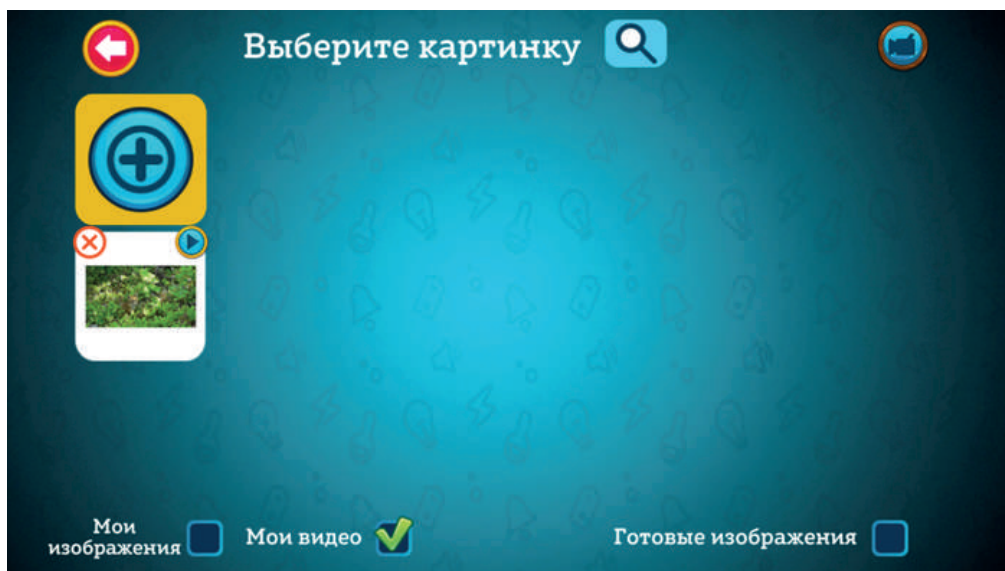 Выберите картинку
Мои
изображения
Мои видео
Готовые изображения